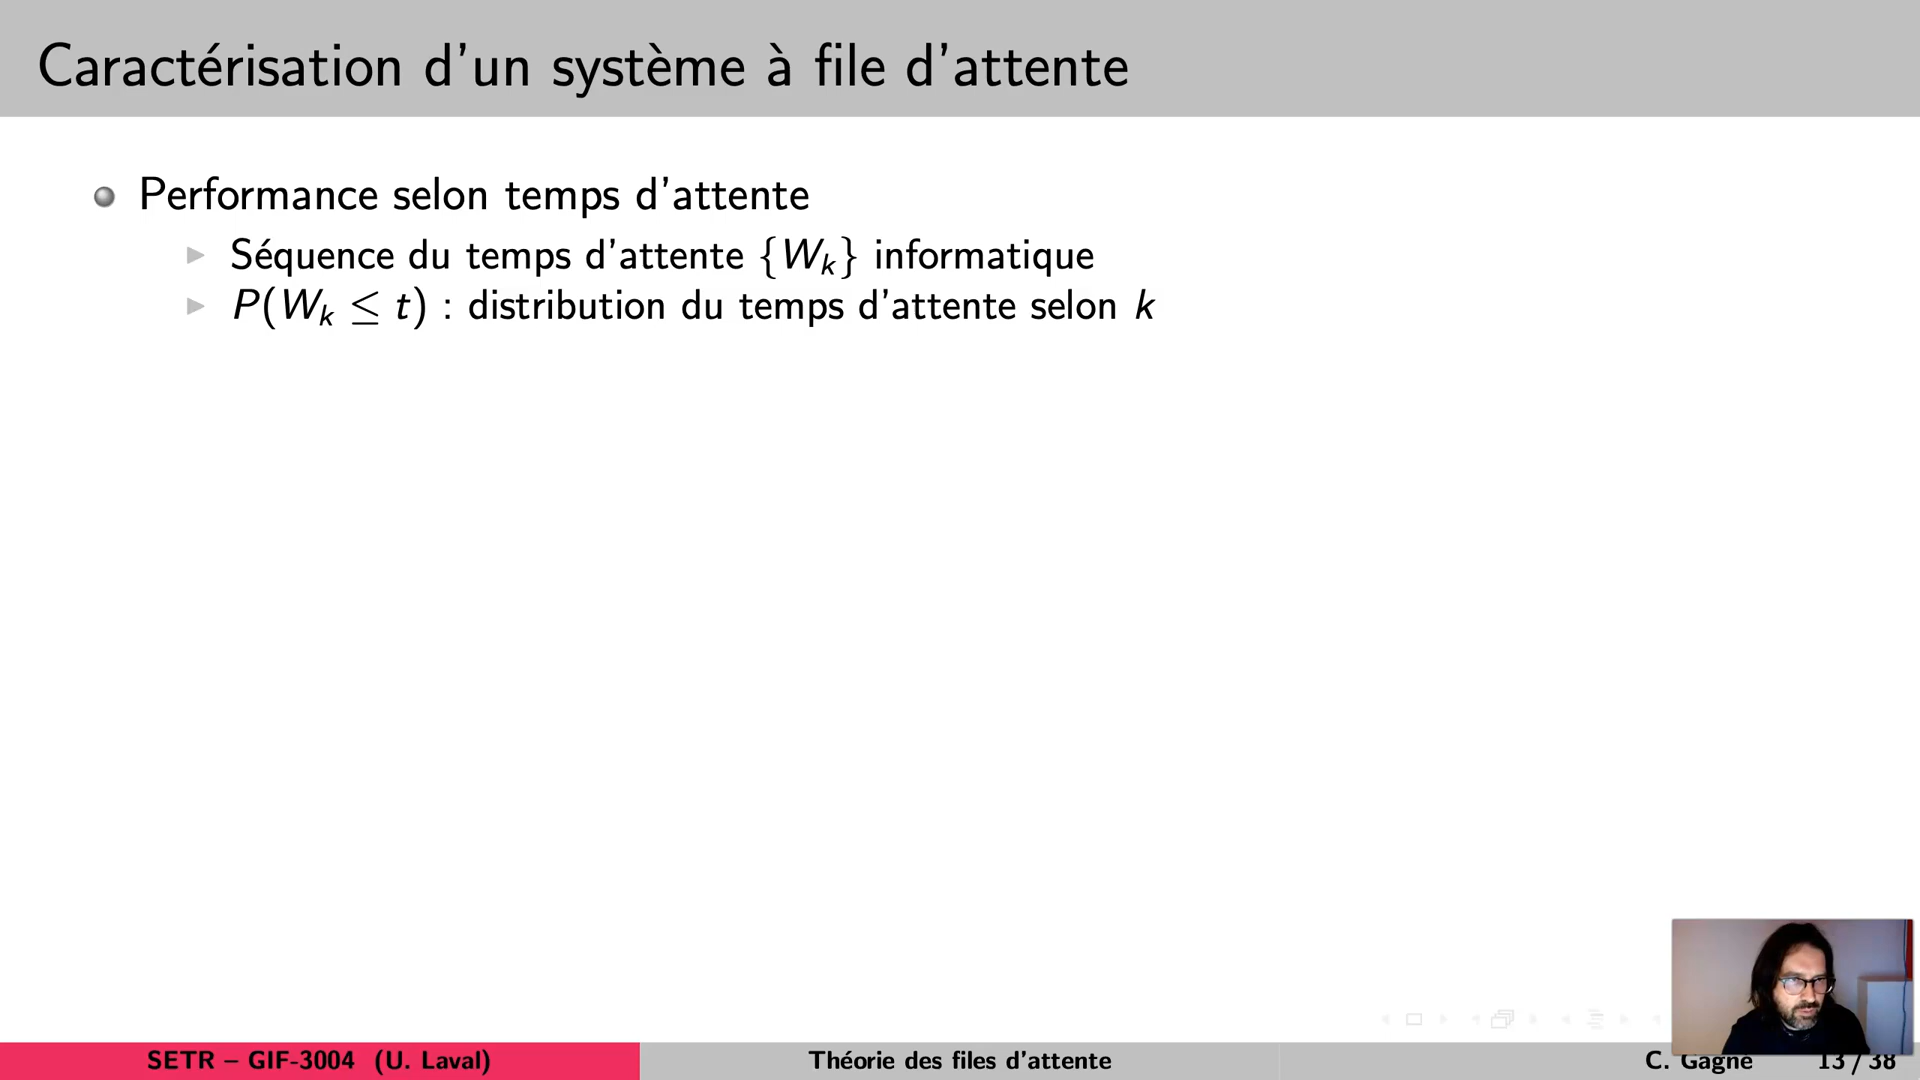 Caractérisation d'un système à file d'attente
Performance selon temps d'attente
Séquence du temps d'attente {W_k} informatique
P(W_k ≤ t) : distribution du temps d'attente selon k
SETR – GIF-3004 (U. Laval)
Théorie des files d'attente
C. Gagné
13 / 38